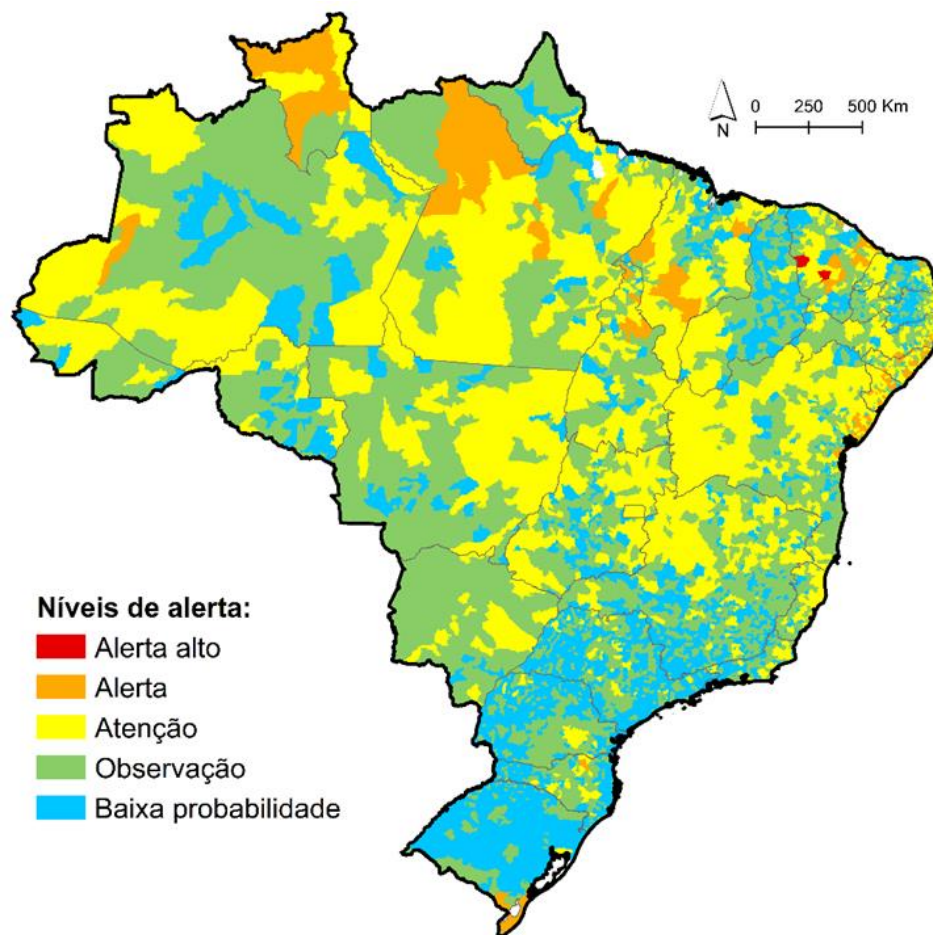 0 250 500 Km
N
Níveis de alerta:
Alerta alto
Alerta
Atenção
Observação
Baixa probabilidade